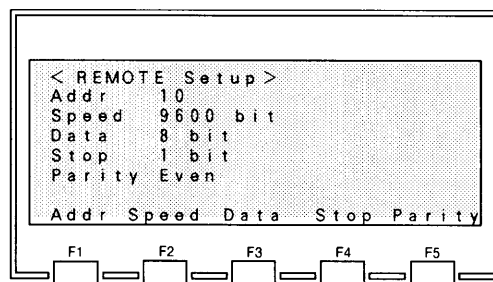 < REMOTE Setup >
Addr 10
Speed 9600 bit
Data 8 bit
Stop 1 bit
Parity Even
Addr Speed Data Stop Parity
F1 F2 F3 F4 F5